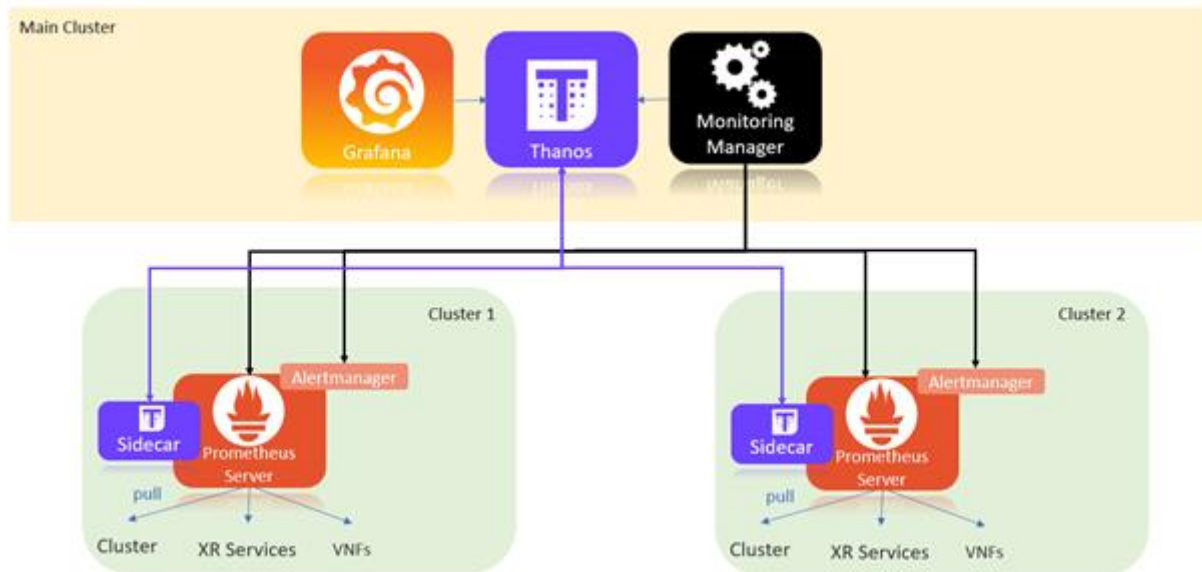 Main Cluster
Grafana
Thanos
Monitoring
Manager
Cluster 1
Alertmanager
Sidecar
Prometheus
Server
pull
Cluster
XR Services
VNFs
Cluster 2
Alertmanager
Sidecar
Prometheus
Server
pull
Cluster
XR Services
VNFs